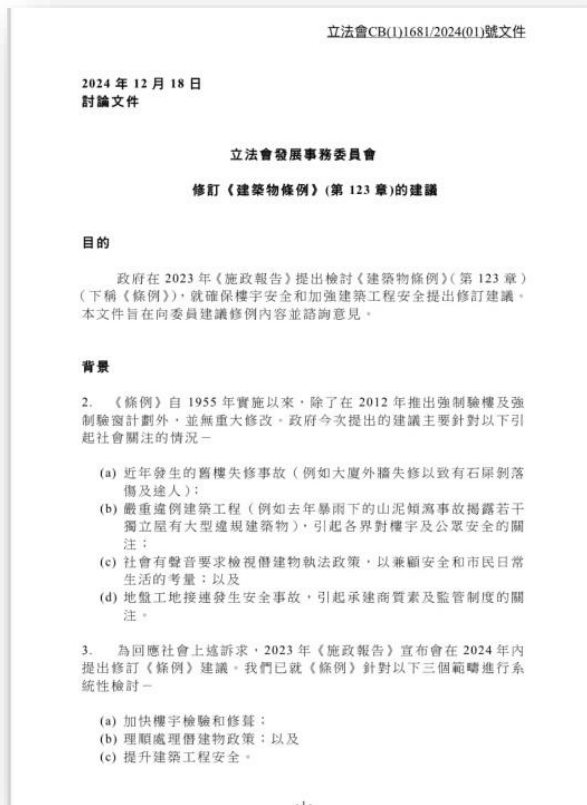 立法會CB(1)1681/2024(01)號文件
2024 年 12 月 18 日
討論文件
立法會發展事務委員會
修訂《建築物條例》(第 123 章)的建議
目的
政府在 2023 年《施政報告》提出檢討《建築物條例》(第 123 章)
(下稱《條例》),就確保樓宇安全和加強建築工程安全提出修訂建議。
本文件旨在向委員建議修例內容並諮詢意見。
背景
2. 《條例》自 1955 年實施以來,除了在 2012 年推出強制驗樓及強
制驗窗計劃外,並無重大修改。政府今次提出的建議主要針對以下引
起社會關注的情況－
(a) 近年發生的舊樓失修事故(例如大廈外牆失修以致有石屎剝落
傷及途人);
(b) 嚴重違例建築工程(例如去年暴雨下的山泥傾瀉事故揭露若干
獨立屋有大型違規建築物),引起各界對樓宇及公眾安全的關
注;
(c) 社會有聲音要求檢視僭建物執法政策,以兼顧安全和市民日常
生活的考量;以及
(d) 地盤工地接連發生安全事故,引起承建商質素及監管制度的關
注。
3. 為回應社會上述訴求,2023 年《施政報告》宣布會在 2024 年內
提出修訂《條例》建議。我們已就《條例》針對以下三個範疇進行系
統性檢討－
(a) 加快樓宇檢驗和修葺;
(b) 理順處理僭建物政策;以及
(c) 提升建築工程安全。